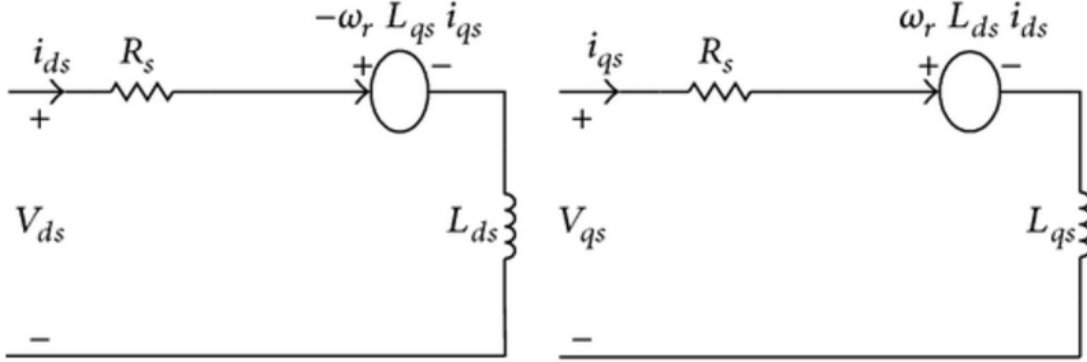 −ω_r L_qs i_qs
i_ds R_s
+ −
+
V_ds
L_ds
−
ω_r L_ds i_ds
i_qs R_s
+ −
+
V_qs
L_qs
−